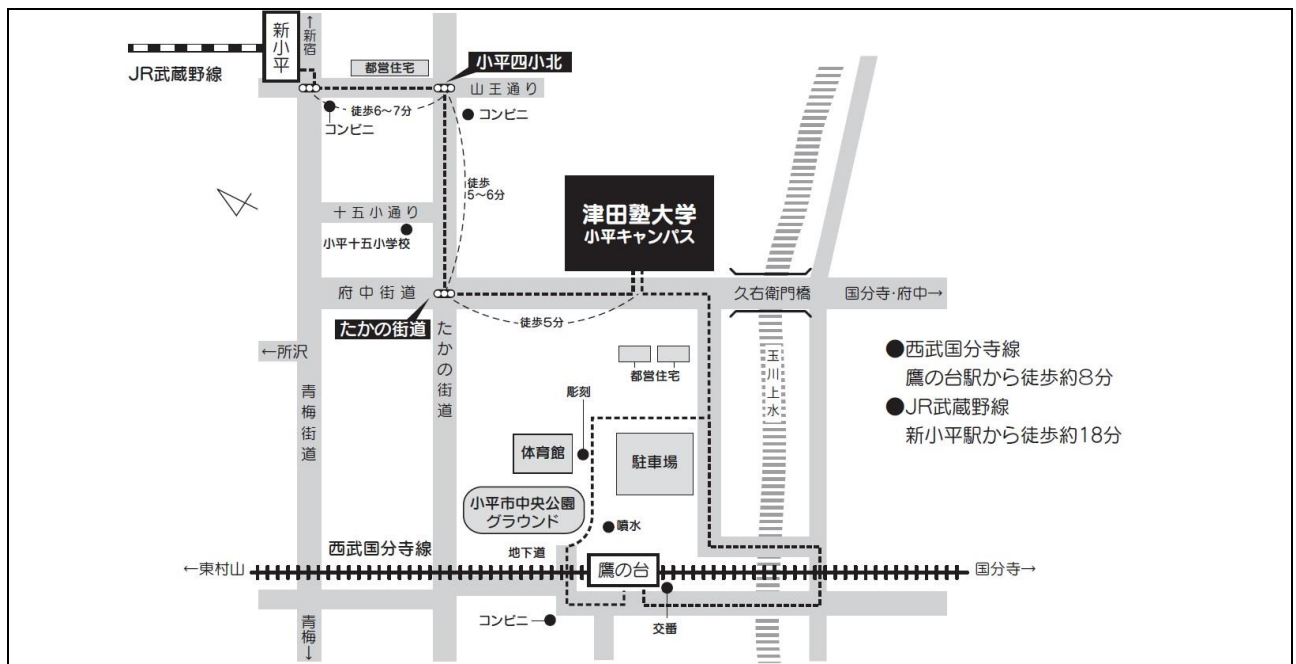 新小平
↑新宿
JR武蔵野線
都営住宅
小平四小北
山王通り
徒歩6～7分
コンビニ
コンビニ
徒歩
5～6分
十五小通り
小平十五小学校
津田塾大学
小平キャンパス
府中街道
久右衛門橋
国分寺・府中→
徒歩5分
たかの街道
たかの街道
←所沢
青梅街道
都営住宅
玉川上水
●西武国分寺線
鷹の台駅から徒歩約8分
●JR武蔵野線
新小平駅から徒歩約18分
彫刻
体育館
駐車場
小平市中央公園
グラウンド
噴水
西武国分寺線
地下道
←東村山
鷹の台
国分寺→
コンビニ
交番
青梅↓